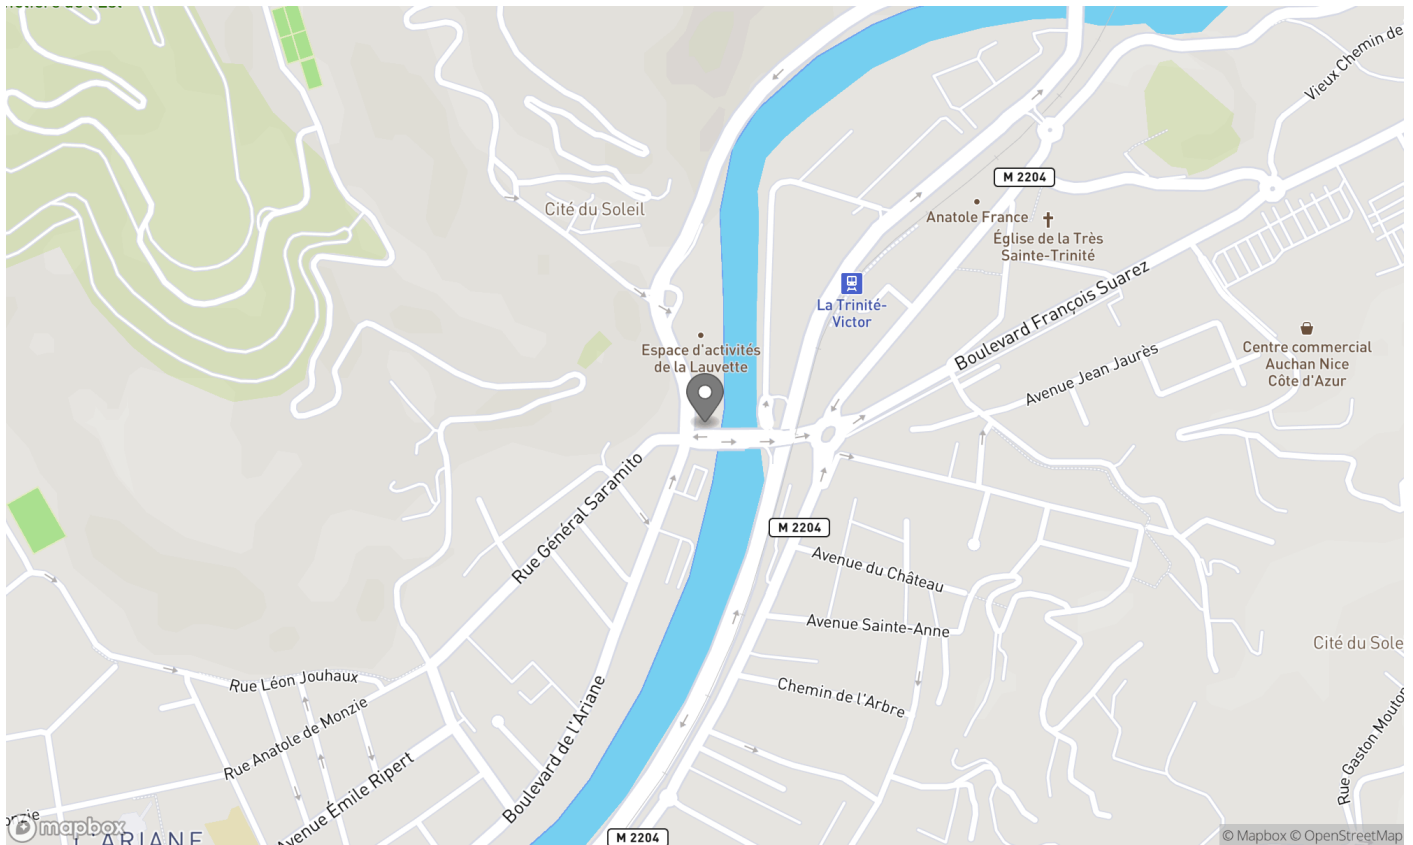 Vieux Chemin de
M 2204
Cité du Soleil
Anatole France
Église de la Très
Sainte-Trinité
La Trinité-
Victor
Boulevard François Suarez
Espace d'activités
de la Lauvette
Centre commercial
Auchan Nice
Côte d'Azur
Avenue Jean Jaurès
Rue Général Saramito
M 2204
Avenue du Château
Avenue Sainte-Anne
Cité du Sole
Rue Léon Jouhaux
Chemin de l'Arbre
Rue Anatole de Monzie
Boulevard de l'Ariane
Rue Gaston Mouton
Avenue Émile Ripert
onzie
mapbox
L'ARIANE
M 2204
© Mapbox © OpenStreetMap